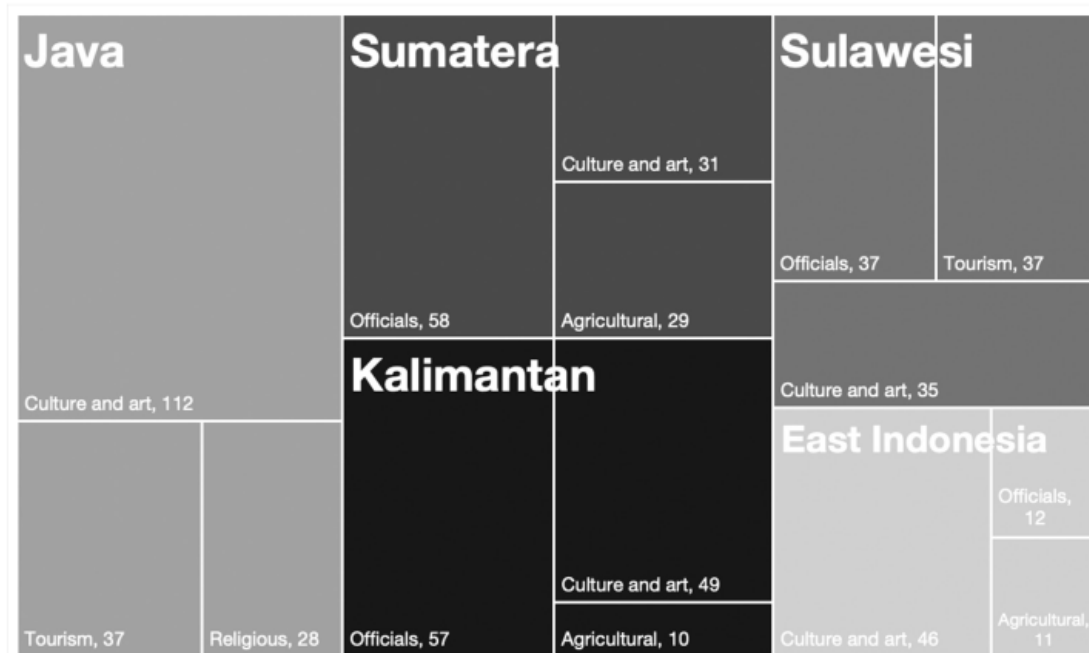 Java
Culture and art, 112
Tourism, 37
Religious, 28
Sumatera
Officials, 58
Culture and art, 31
Agricultural, 29
Kalimantan
Officials, 57
Culture and art, 49
Agricultural, 10
Sulawesi
Officials, 37
Tourism, 37
Culture and art, 35
East Indonesia
Culture and art, 46
Officials,
12
Agricultural,
11